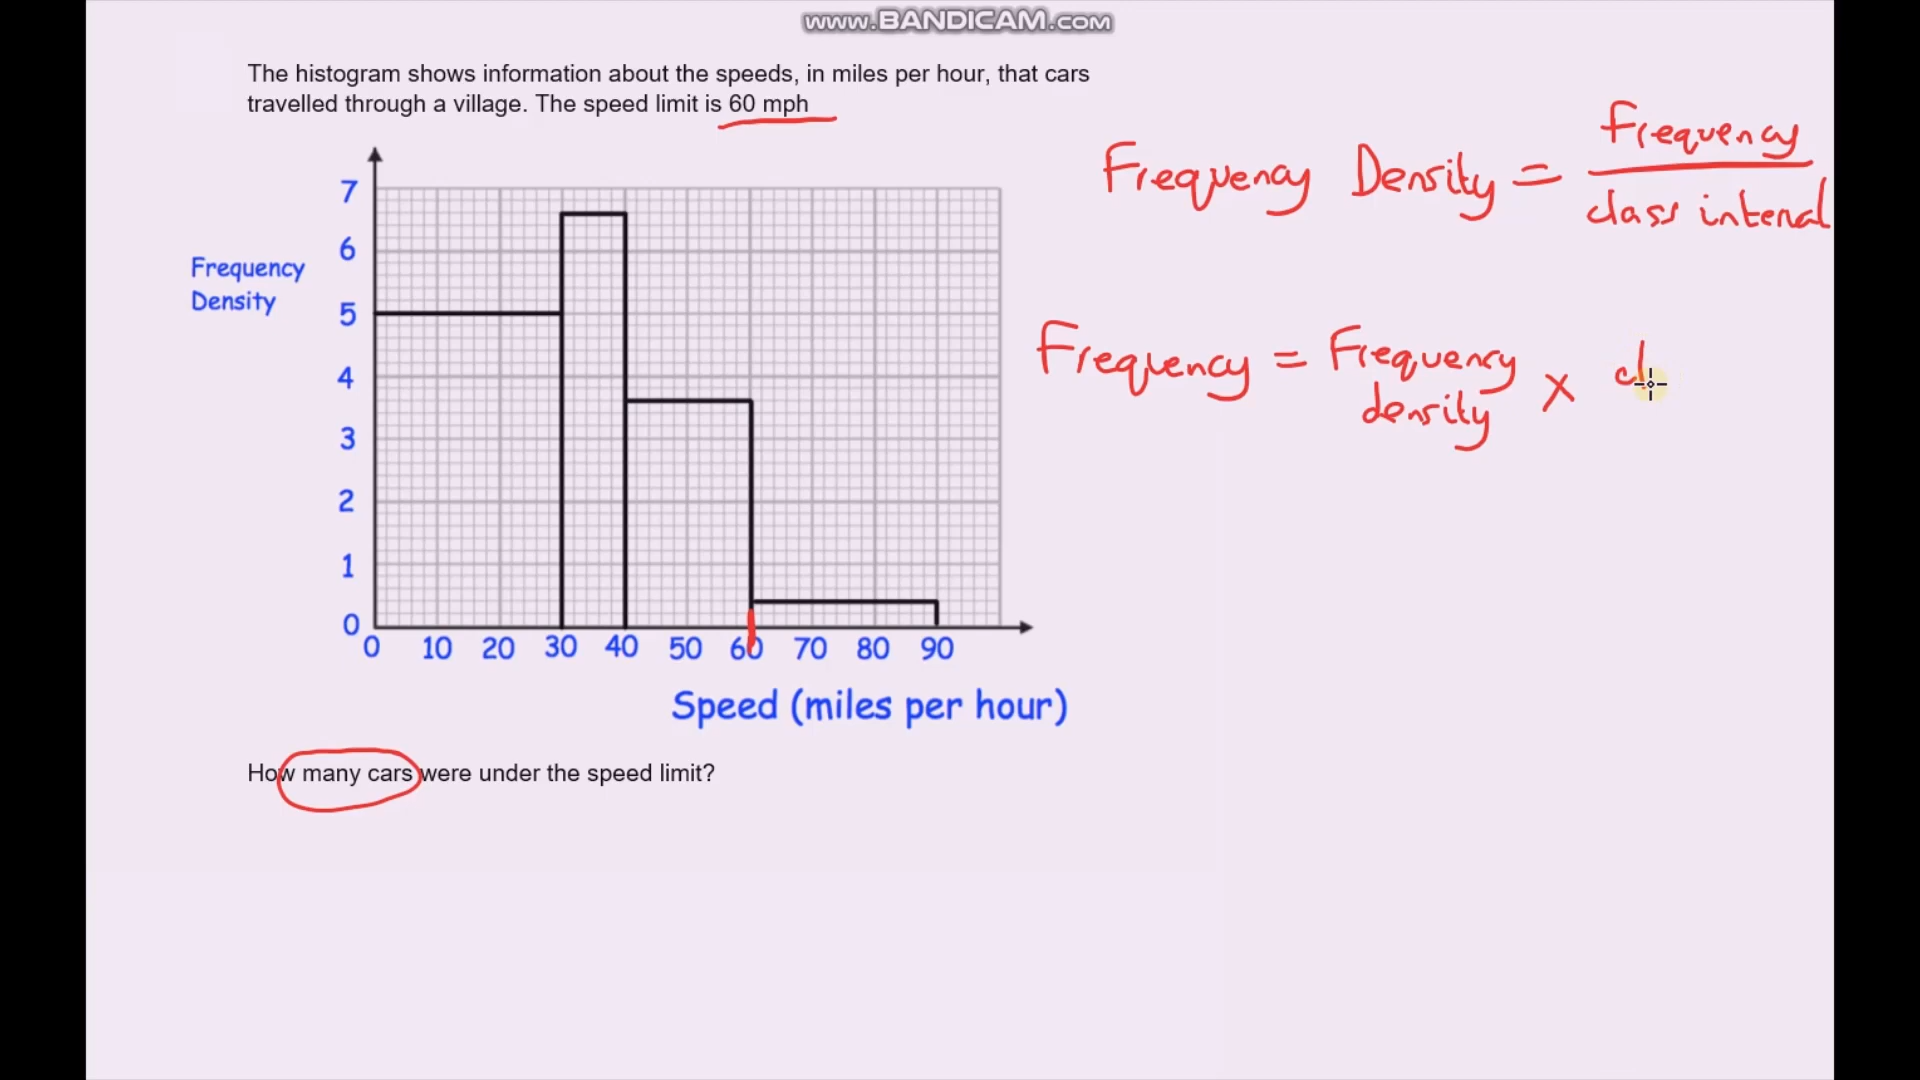 www.BANDICAM.com
The histogram shows information about the speeds, in miles per hour, that cars
travelled through a village. The speed limit is 60 mph
Frequency Density = Frequency
class interval
7
6
Frequency
Density
5
4
3
2
1
0
0 10 20 30 40 50 60 70 80 90
Speed (miles per hour)
Frequency = Frequency
density × cl
How many cars were under the speed limit?